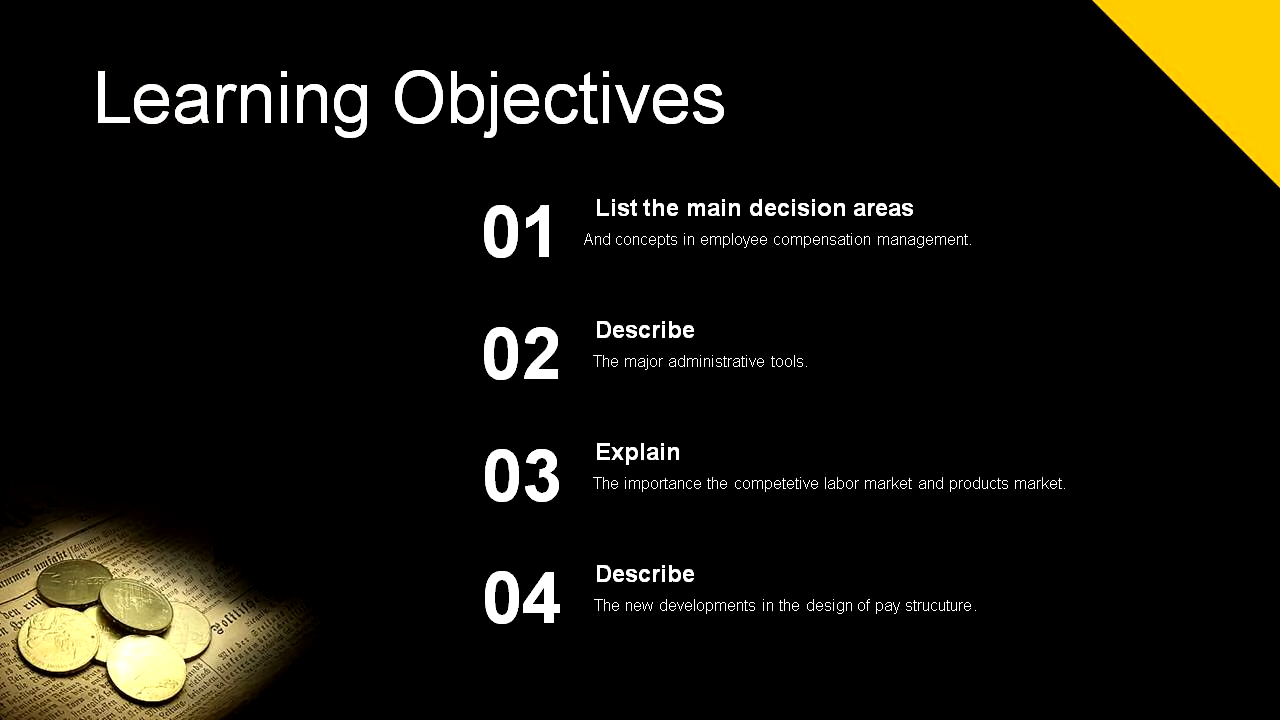 Learning Objectives
01
List the main decision areas
And concepts in employee compensation management.
02
Describe
The major administrative tools.
03
Explain
The importance the competetive labor market and products market.
04
Describe
The new developments in the design of pay strucuture.